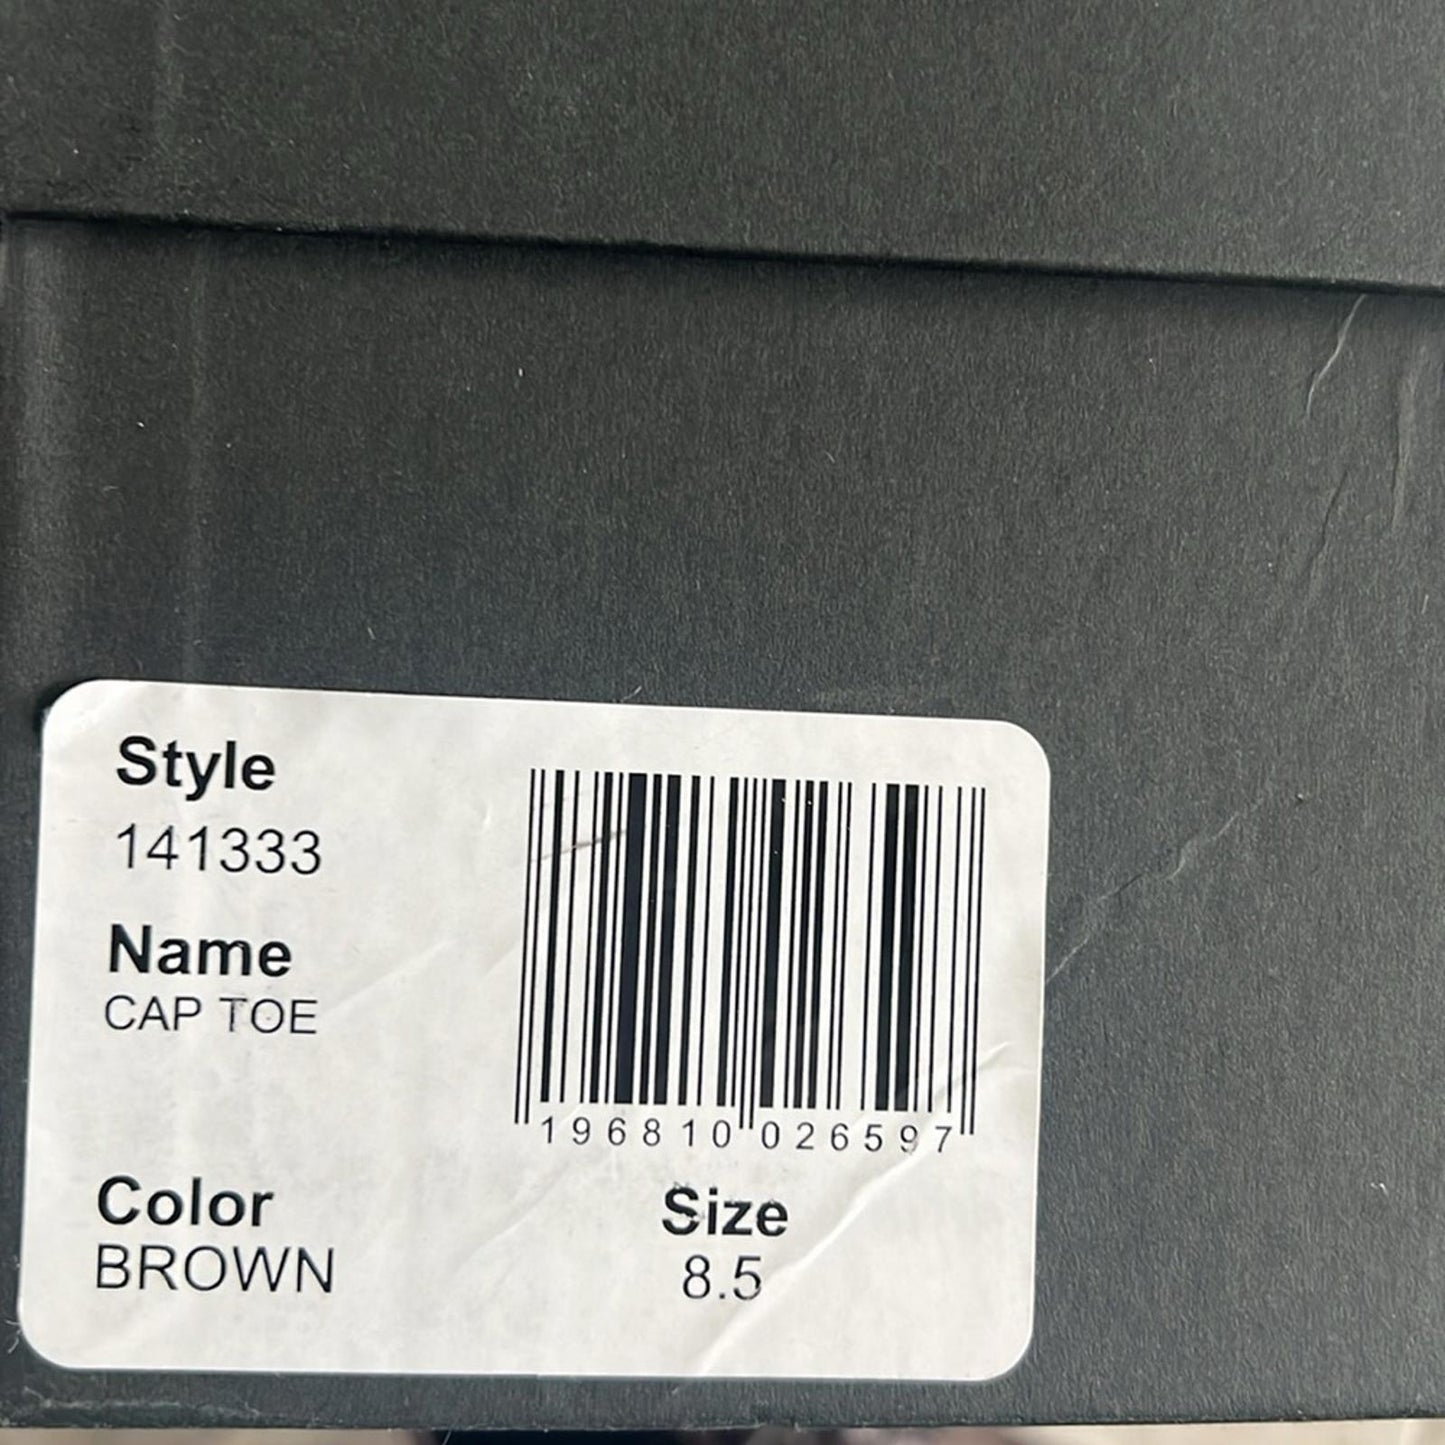 Style
141333
Name
CAP TOE
196810 026597
Color
BROWN
Size
8.5